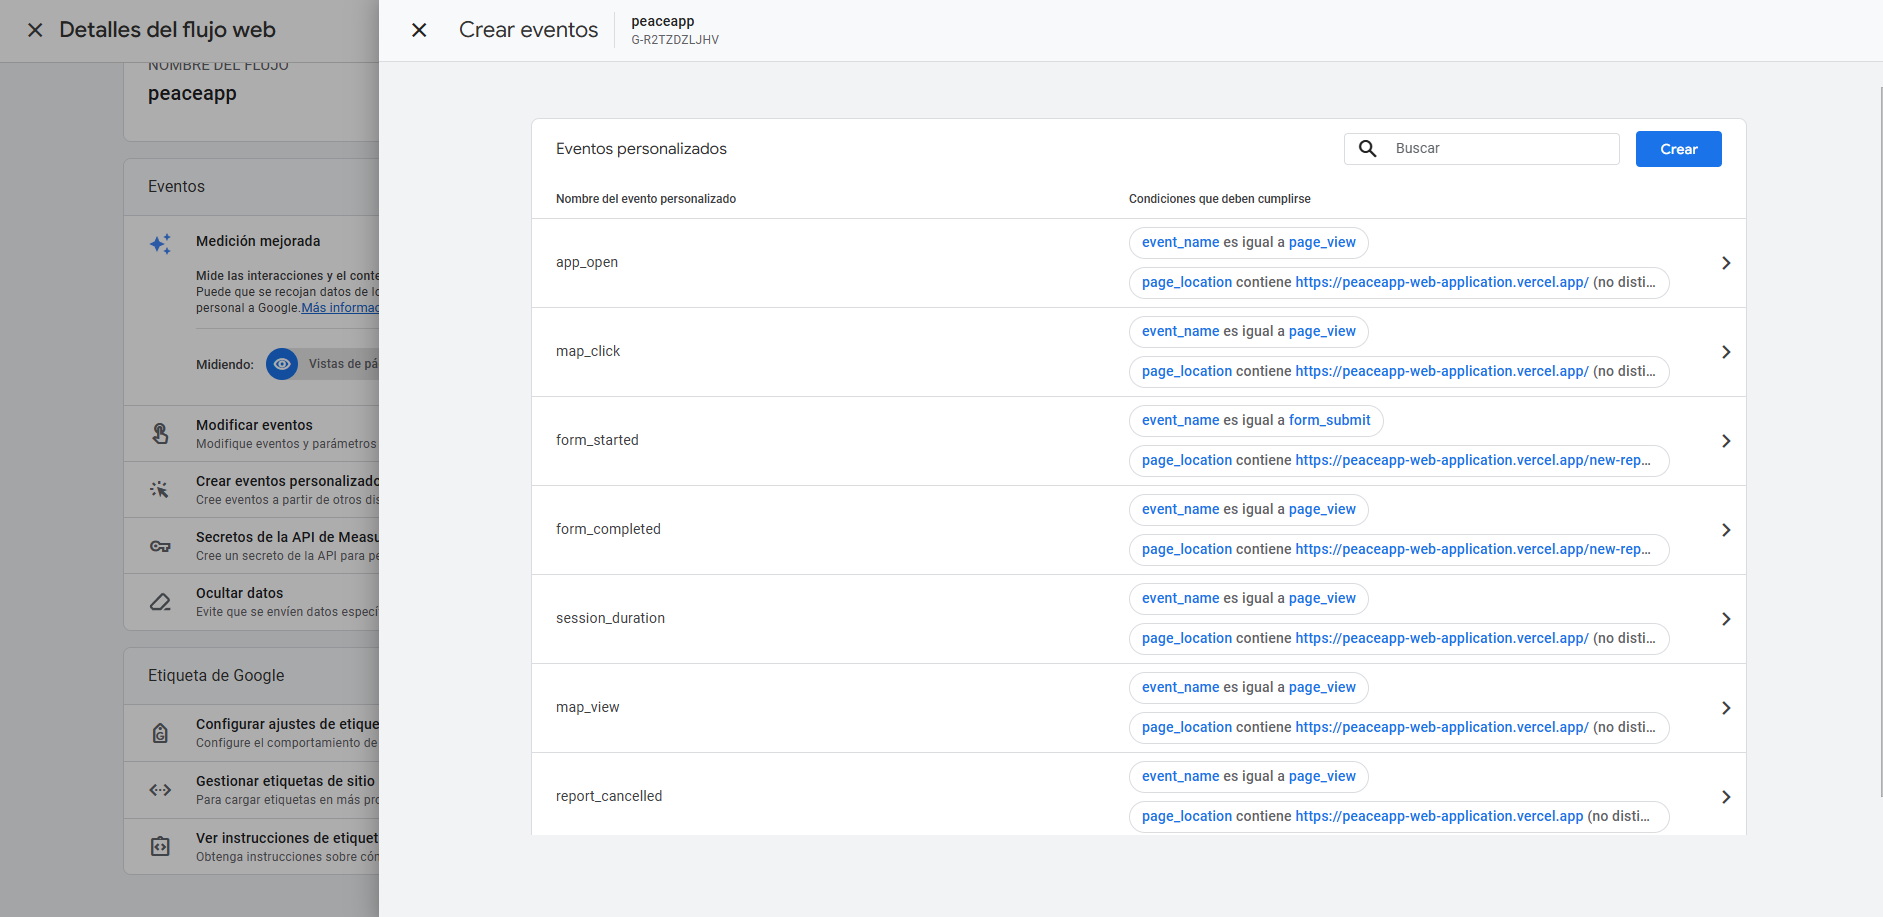 Detalles del flujo web
NOMBRE DEL FLUJO
peaceapp
Eventos
Medición mejorada
Mide las interacciones y el conte
Puede que se recojan datos de lo
personal a Google. Más informac
Midiendo:
Vistas de pá
Modificar eventos
Modifique eventos y parámetros
Crear eventos personalizado
Cree eventos a partir de otros dis
Secretos de la API de Measu
Cree un secreto de la API para pe
Ocultar datos
Evite que se envíen datos especí
Etiqueta de Google
Configurar ajustes de etique
Configure el comportamiento de
Gestionar etiquetas de sitio
Para cargar etiquetas en más pro
Ver instrucciones de etiquet
Obtenga instrucciones sobre cón
Crear eventos
peaceapp
G-R2TZDZLJHV
Eventos personalizados
Buscar
Crear
Nombre del evento personalizado
Condiciones que deben cumplirse
app_open
event_name es igual a page_view
page_location contiene https://peaceapp-web-application.vercel.app/ (no disti...
map_click
event_name es igual a page_view
page_location contiene https://peaceapp-web-application.vercel.app/ (no disti...
form_started
event_name es igual a form_submit
page_location contiene https://peaceapp-web-application.vercel.app/new-rep...
form_completed
event_name es igual a page_view
page_location contiene https://peaceapp-web-application.vercel.app/new-rep...
session_duration
event_name es igual a page_view
page_location contiene https://peaceapp-web-application.vercel.app/ (no disti...
map_view
event_name es igual a page_view
page_location contiene https://peaceapp-web-application.vercel.app/ (no disti...
report_cancelled
event_name es igual a page_view
page_location contiene https://peaceapp-web-application.vercel.app (no disti...